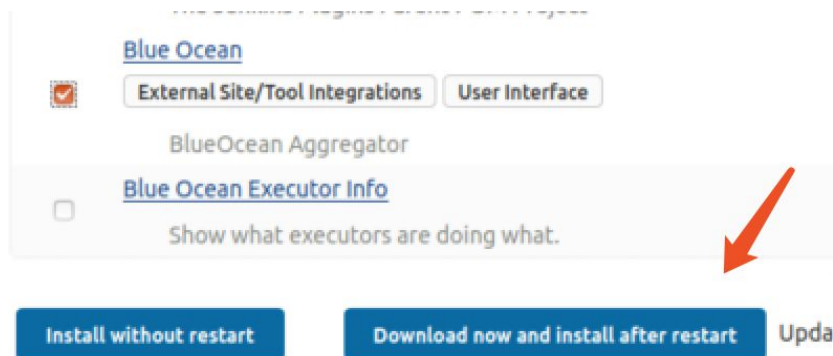 Blue Ocean
External Site/Tool Integrations User Interface
BlueOcean Aggregator
Blue Ocean Executor Info
Show what executors are doing what.
Install without restart Download now and install after restart Upda